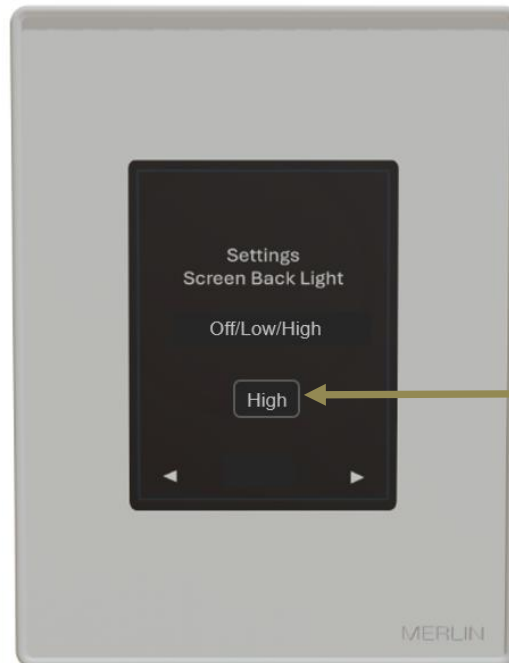 Settings
Screen Back Light
Off/Low/High
High
◄ ►
MERLIN